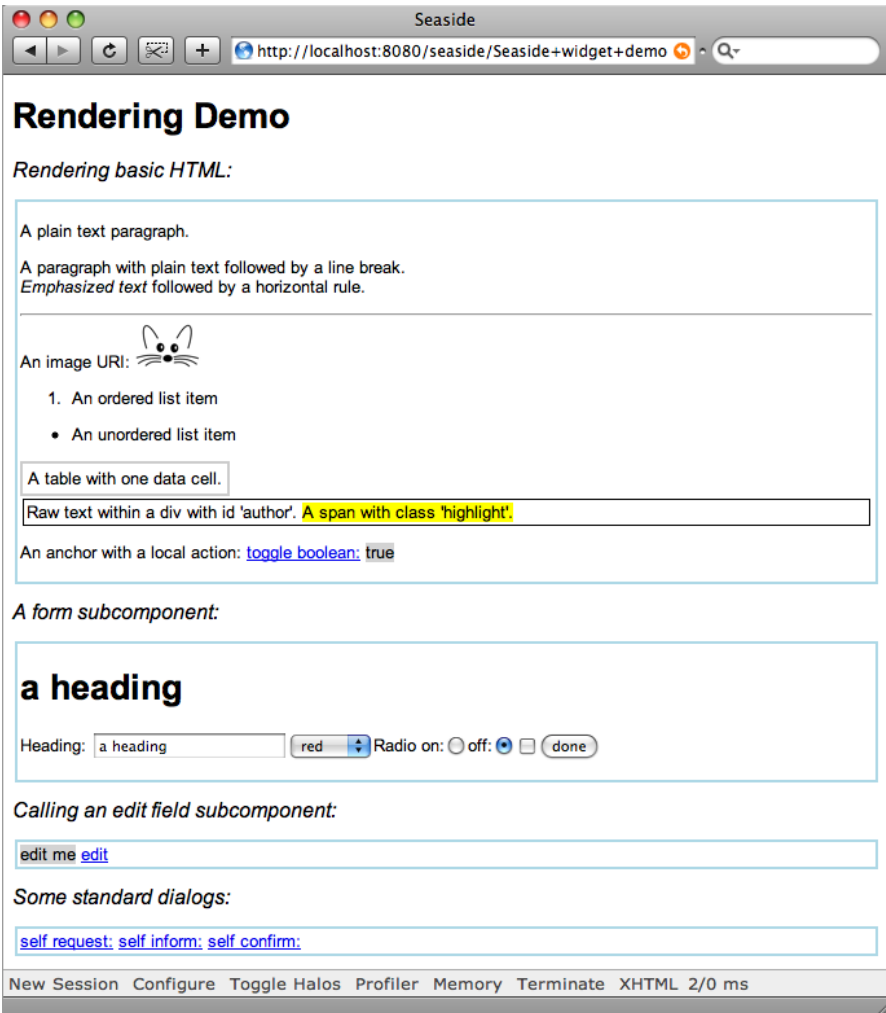 Seaside
http://localhost:8080/seaside/Seaside+widget+demo
Rendering Demo
Rendering basic HTML:
A plain text paragraph.
A paragraph with plain text followed by a line break.
Emphasized text followed by a horizontal rule.
An image URI:
1. An ordered list item
• An unordered list item
A table with one data cell.
Raw text within a div with id 'author'. A span with class 'highlight'.
An anchor with a local action: toggle boolean: true
A form subcomponent:
a heading
Heading: a heading red Radio on: off: done
Calling an edit field subcomponent:
edit me edit
Some standard dialogs:
self request: self inform: self confirm:
New Session Configure Toggle Halos Profiler Memory Terminate XHTML 2/0 ms